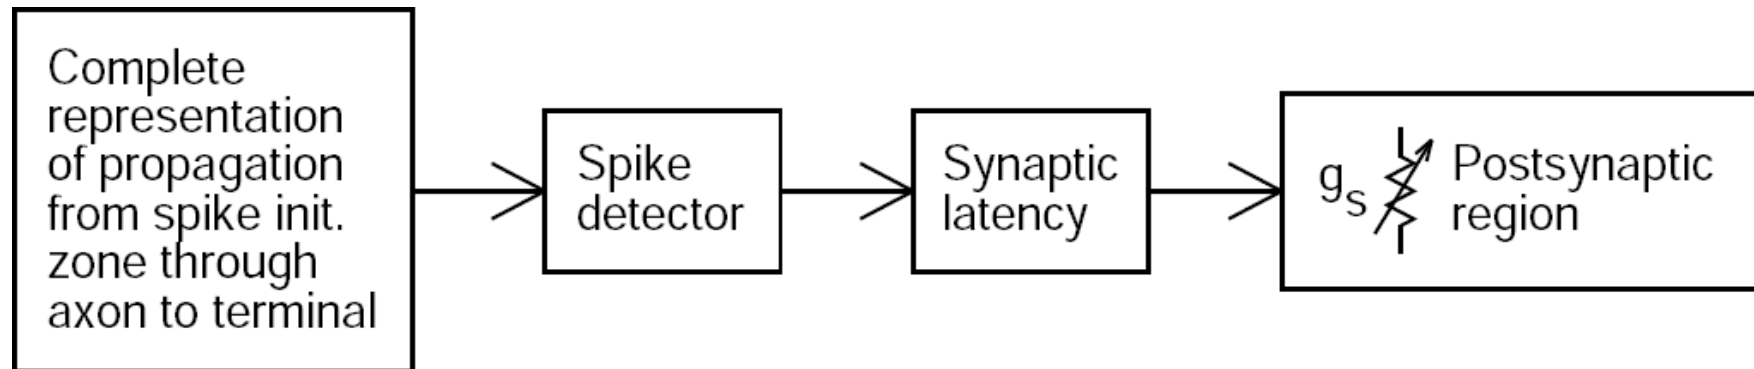 Complete
representation
of propagation
from spike init.
zone through
axon to terminal
Spike
detector
Synaptic
latency
gs
Postsynaptic
region